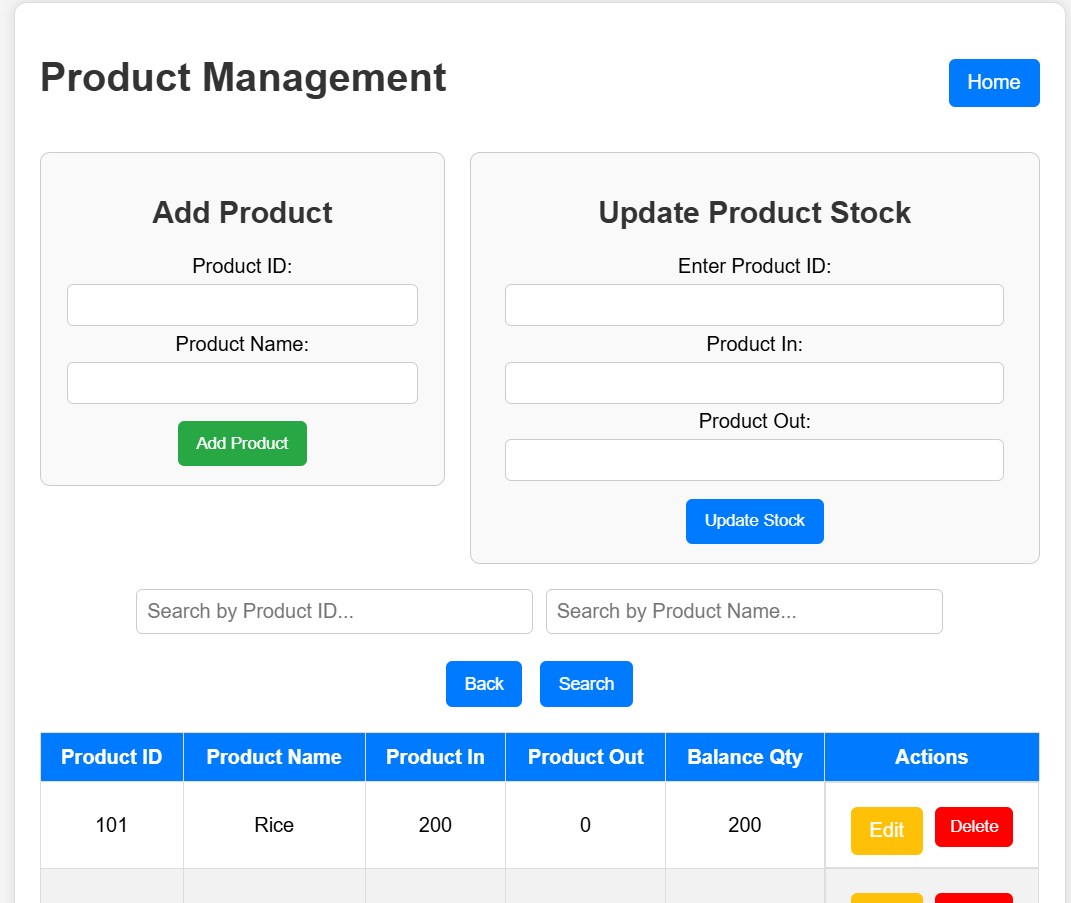 Product Management
Home
Add Product
Product ID:
Product Name:
Add Product
Update Product Stock
Enter Product ID:
Product In:
Product Out:
Update Stock
Search by Product ID...
Search by Product Name...
Back
Search
Product ID Product Name Product In Product Out Balance Qty Actions
101 Rice 200 0 200 Edit Delete